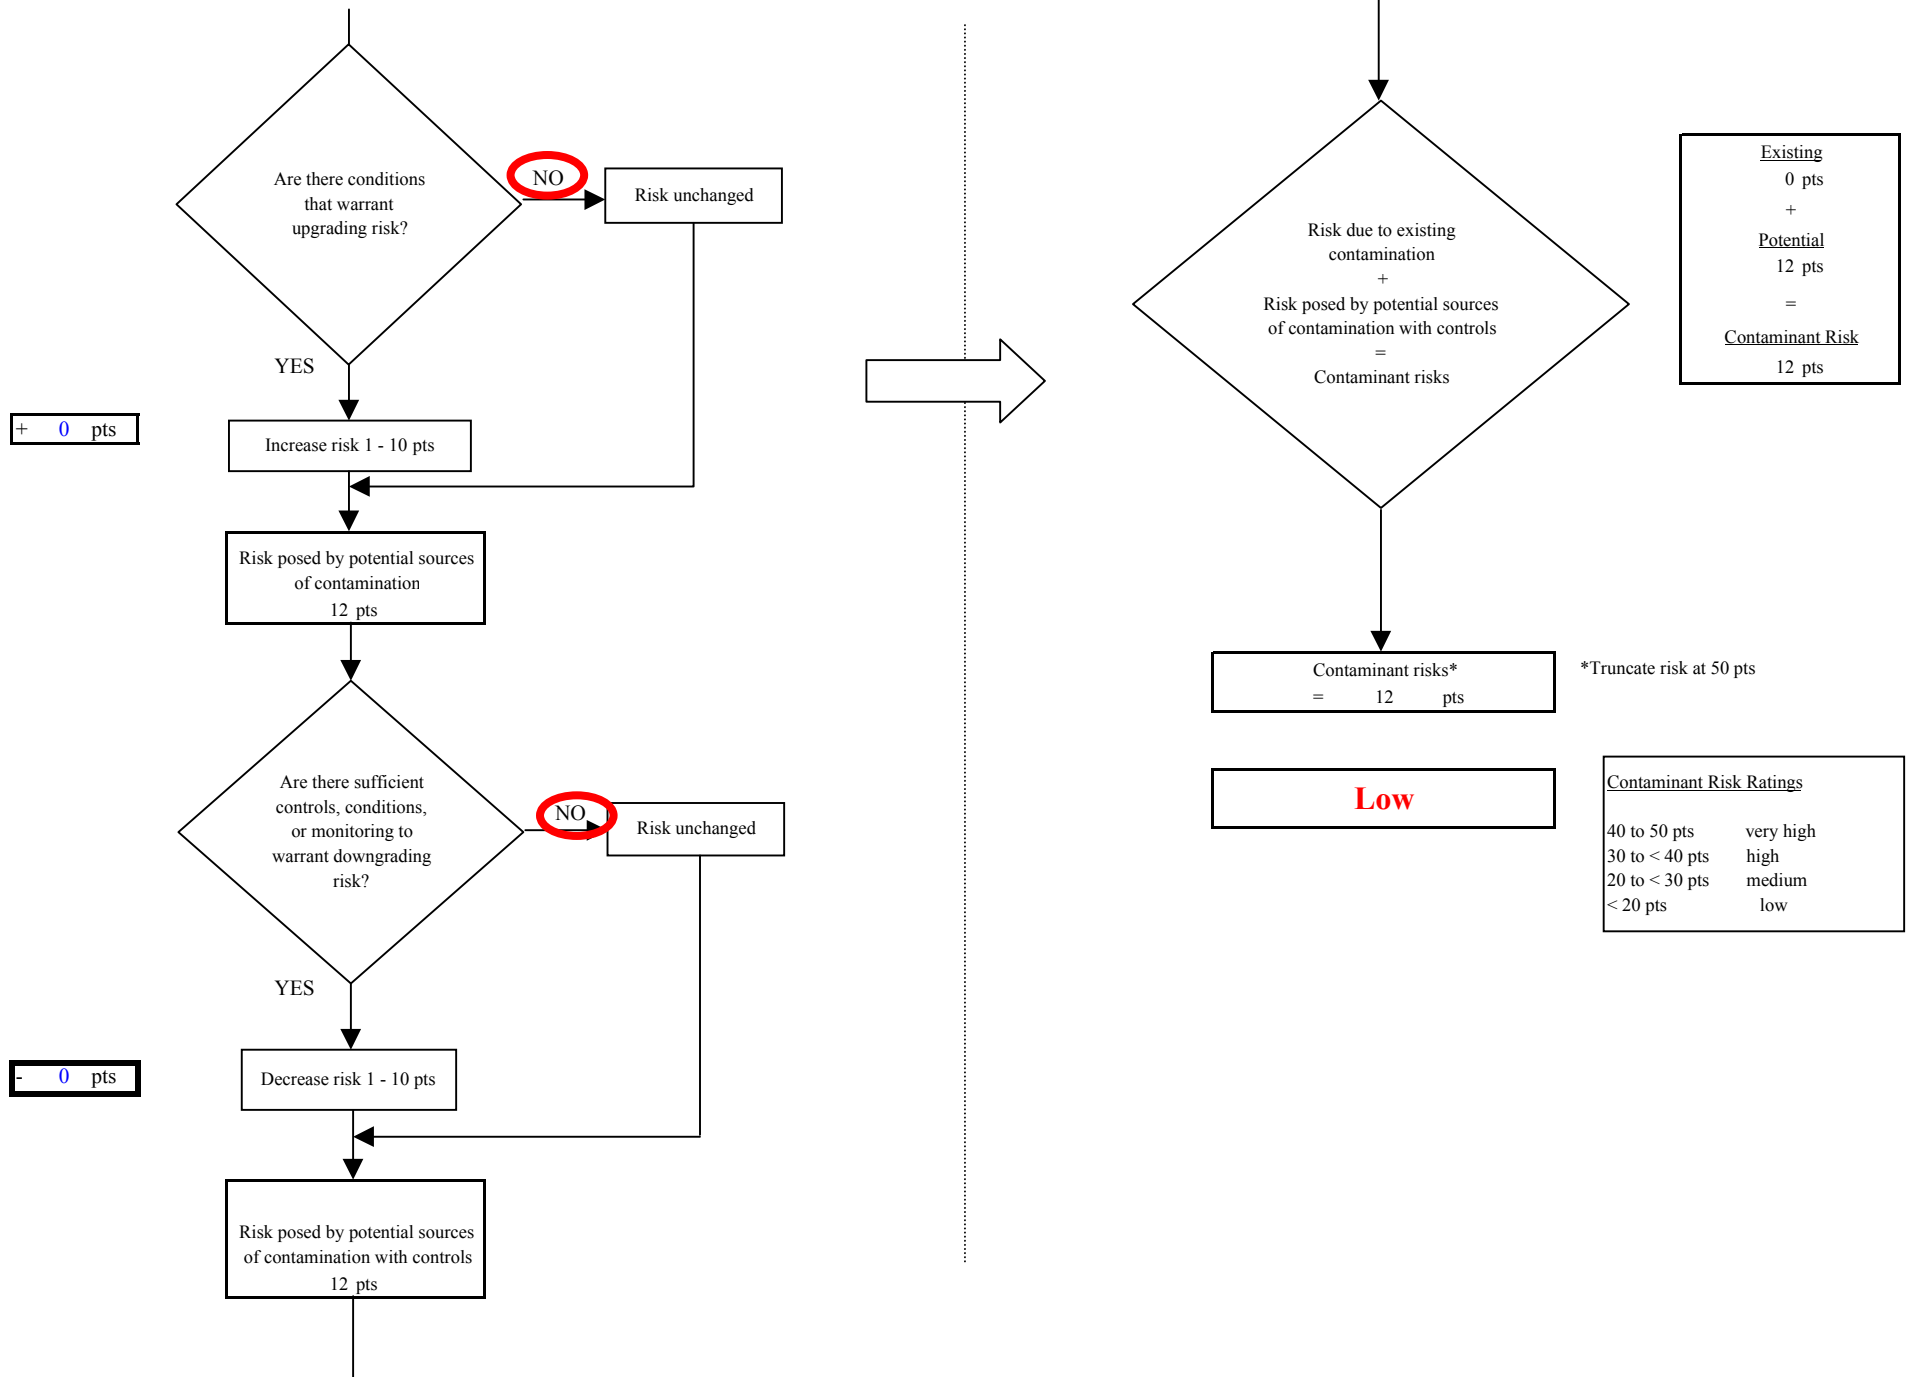 Are there conditions
that warrant
upgrading risk?
NO
Risk unchanged
YES
+ 0 pts
Increase risk 1 - 10 pts
Risk posed by potential sources
of contamination
12 pts
Are there sufficient
controls, conditions,
or monitoring to
warrant downgrading
risk?
NO
Risk unchanged
YES
- 0 pts
Decrease risk 1 - 10 pts
Risk posed by potential sources
of contamination with controls
12 pts
Risk due to existing
contamination
+
Risk posed by potential sources
of contamination with controls
=
Contaminant risks
Existing
0 pts
+
Potential
12 pts
=
Contaminant Risk
12 pts
Contaminant risks*
= 12 pts
*Truncate risk at 50 pts
Low
Contaminant Risk Ratings
40 to 50 pts very high
30 to < 40 pts high
20 to < 30 pts medium
< 20 pts low